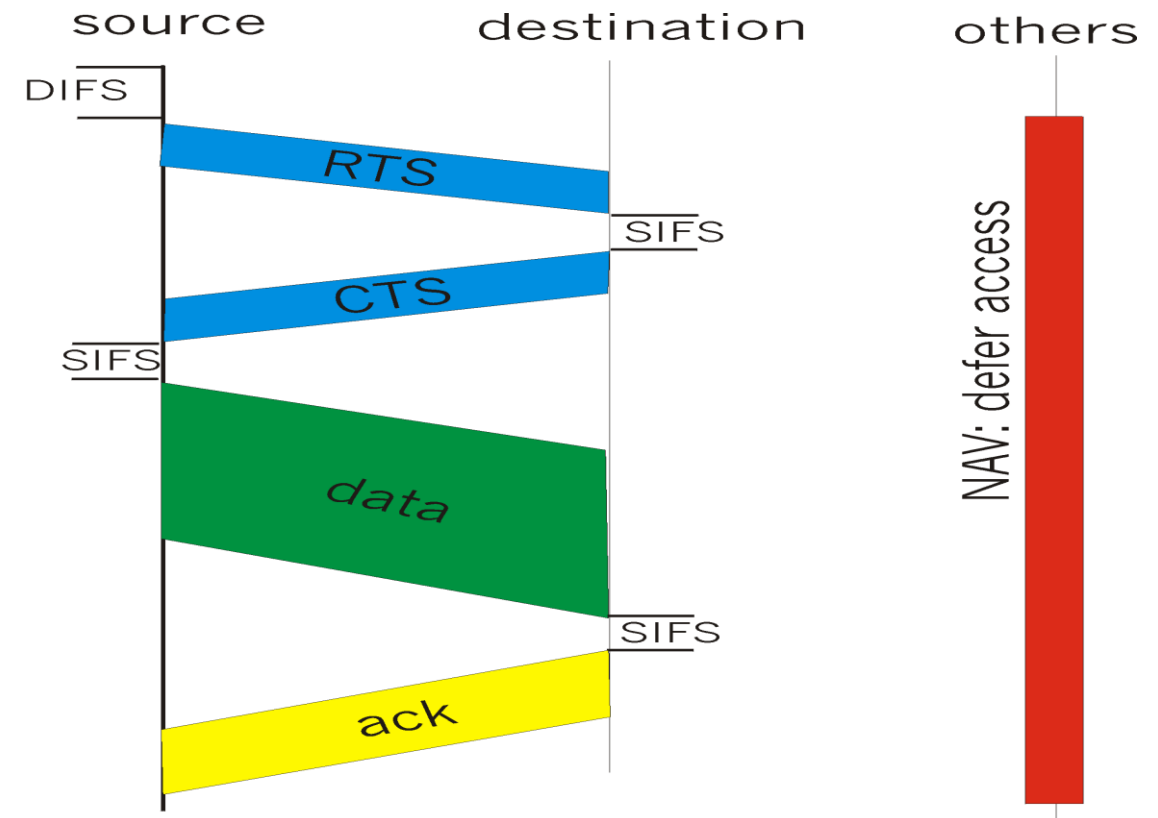 source
destination
others
DIFS
RTS
SIFS
CTS
SIFS
NAV: defer access
data
SIFS
ack